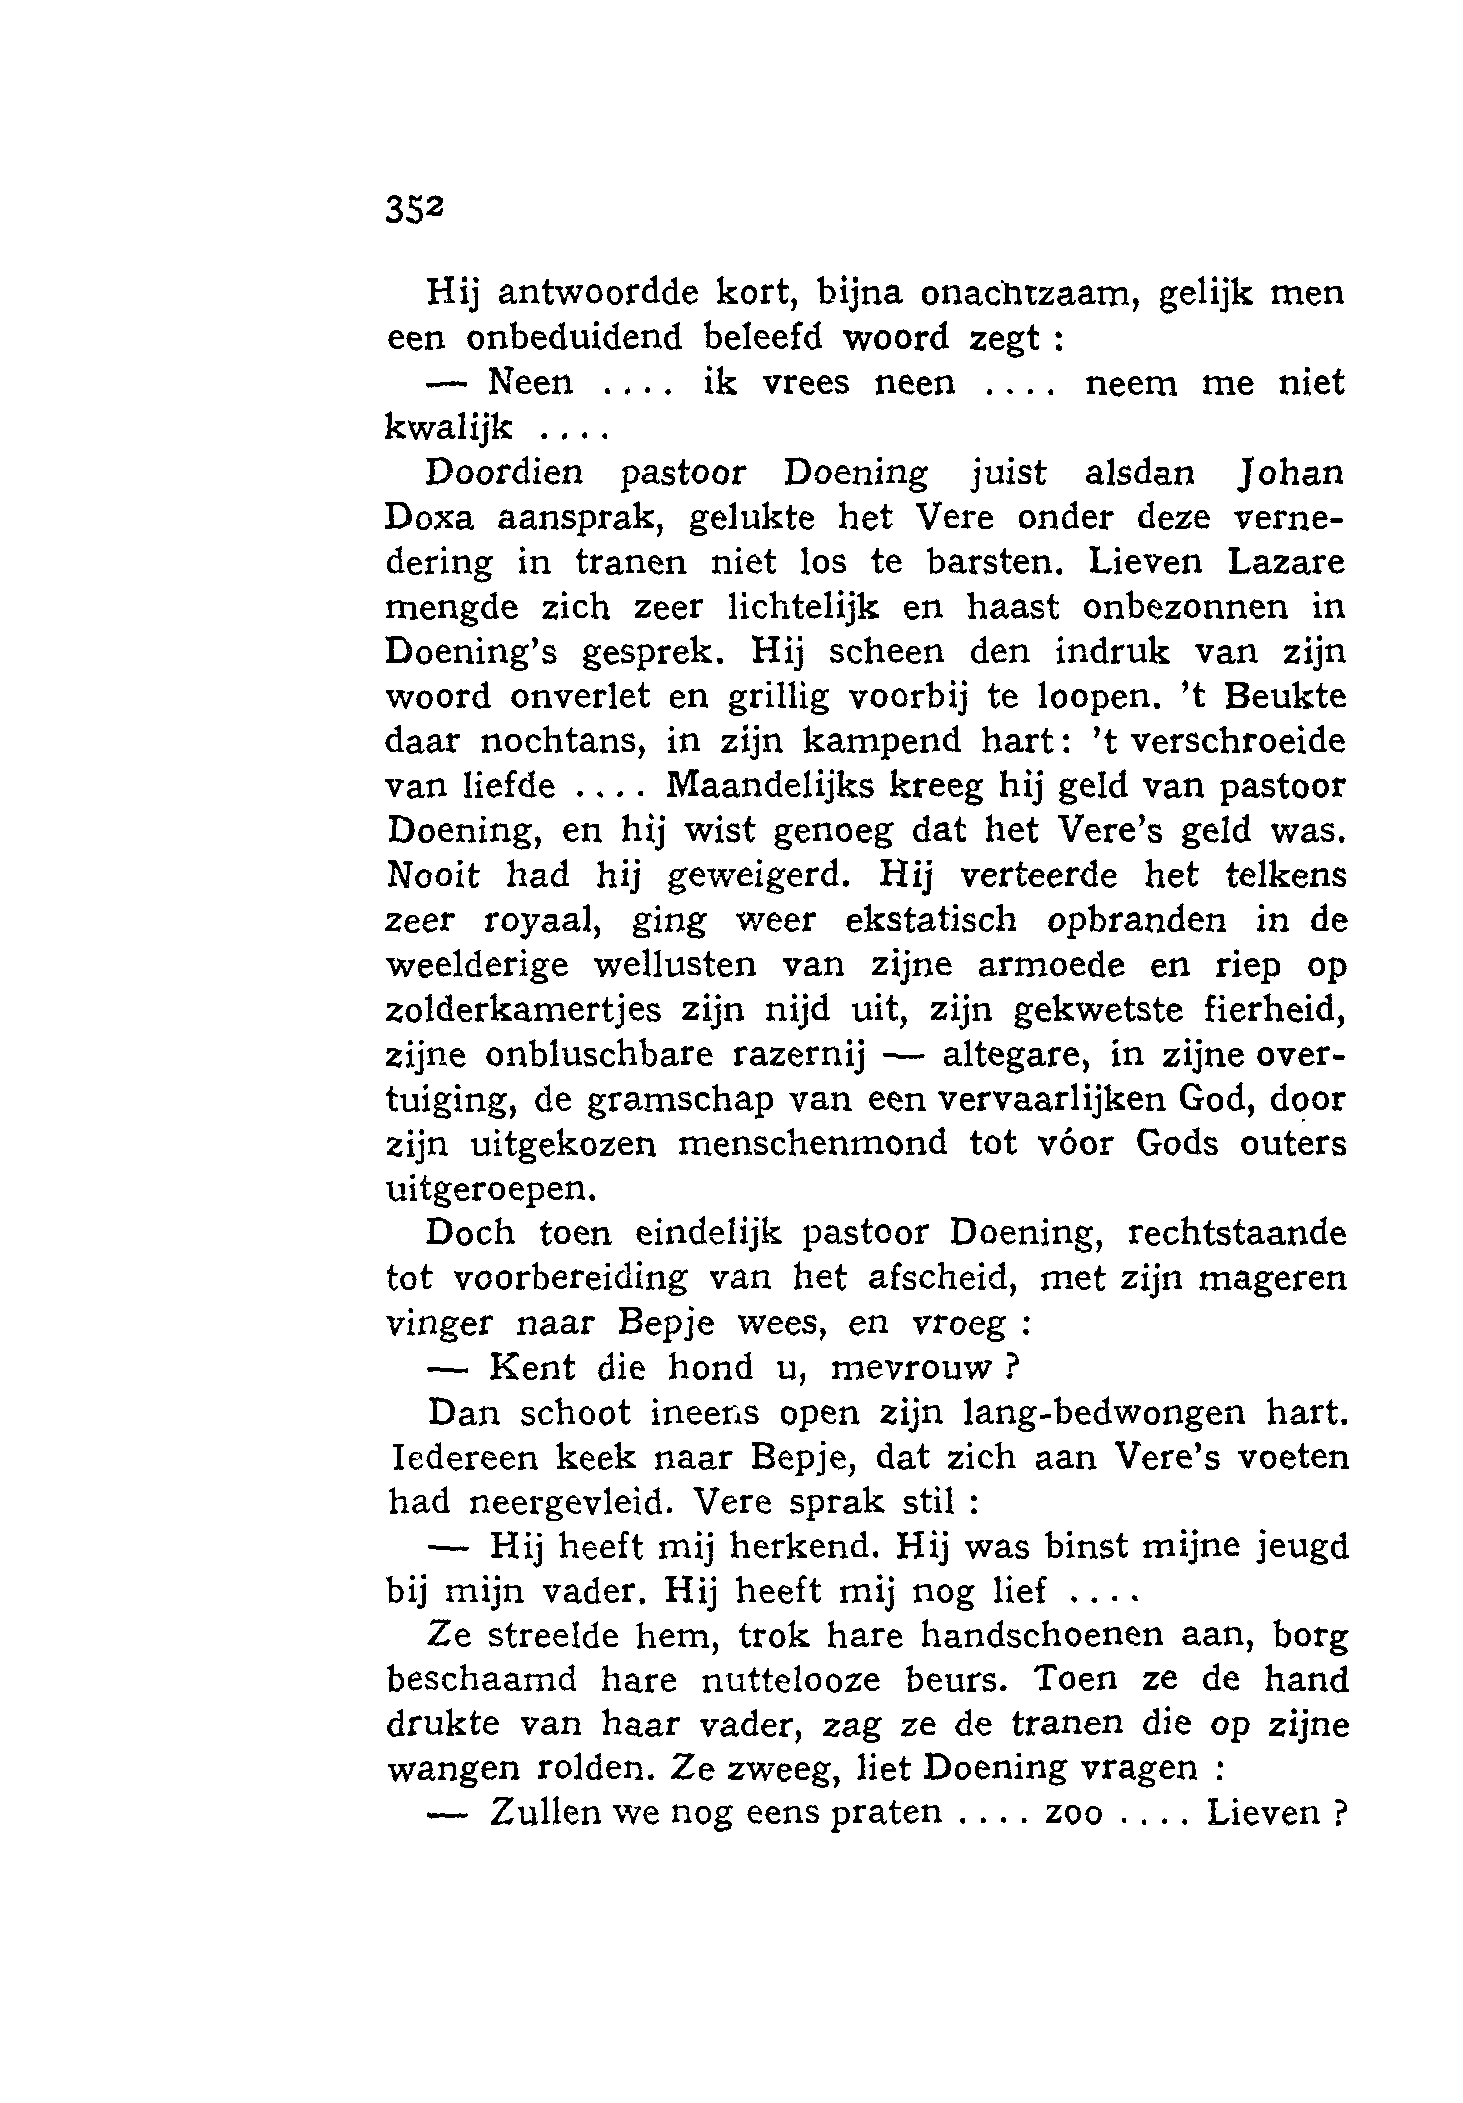 352
Hij antwoordde kort, bijna onachtzaam, gelijk men
een onbeduidend beleefd woord zegt :
— Neen .... ik vrees neen .... neem me niet
kwalijk ....
Doordien pastoor Doening juist alsdan Johan
Doxa aansprak, gelukte het Vere onder deze verne-
dering in tranen niet los te barsten. Lieven Lazare
mengde zich zeer lichtelijk en haast onbezonnen in
Doening's gesprek. Hij scheen den indruk van zijn
woord onverlet en grillig voorbij te loopen. 't Beukte
daar nochtans, in zijn kampend hart: 't verschroeide
van liefde .... Maandelijks kreeg hij geld van pastoor
Doening, en hij wist genoeg dat het Vere's geld was.
Nooit had hij geweigerd. Hij verteerde het telkens
zeer royaal, ging weer ekstatisch opbranden in de
weelderige wellusten van zijne armoede en riep op
zolderkamertjes zijn nijd uit, zijn gekwetste fierheid,
zijne onbluschbare razernij — altegare, in zijne over-
tuiging, de gramschap van een vervaarlijken God, door
zijn uitgekozen menschenmond tot vóor Gods outers
uitgeroepen.
Doch toen eindelijk pastoor Doening, rechtstaande
tot voorbereiding van het afscheid, met zijn mageren
vinger naar Bepje wees, en vroeg :
— Kent die hond u, mevrouw ?
Dan schoot ineens open zijn lang-bedwongen hart.
Iedereen keek naar Bepje, dat zich aan Vere's voeten
had neergevleid. Vere sprak stil :
— Hij heeft mij herkend. Hij was binst mijne jeugd
bij mijn vader. Hij heeft mij nog lief ....
Ze streelde hem, trok hare handschoenen aan, borg
beschaamd hare nuttelooze beurs. Toen ze de hand
drukte van haar vader, zag ze de tranen die op zijne
wangen rolden. Ze zweeg, liet Doening vragen :
— Zullen we nog eens praten .... zoo .... Lieven ?